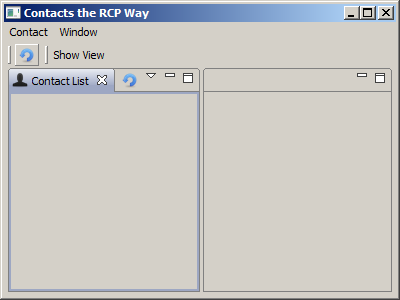 Contacts the RCP Way
Contact Window
Show View
Contact List